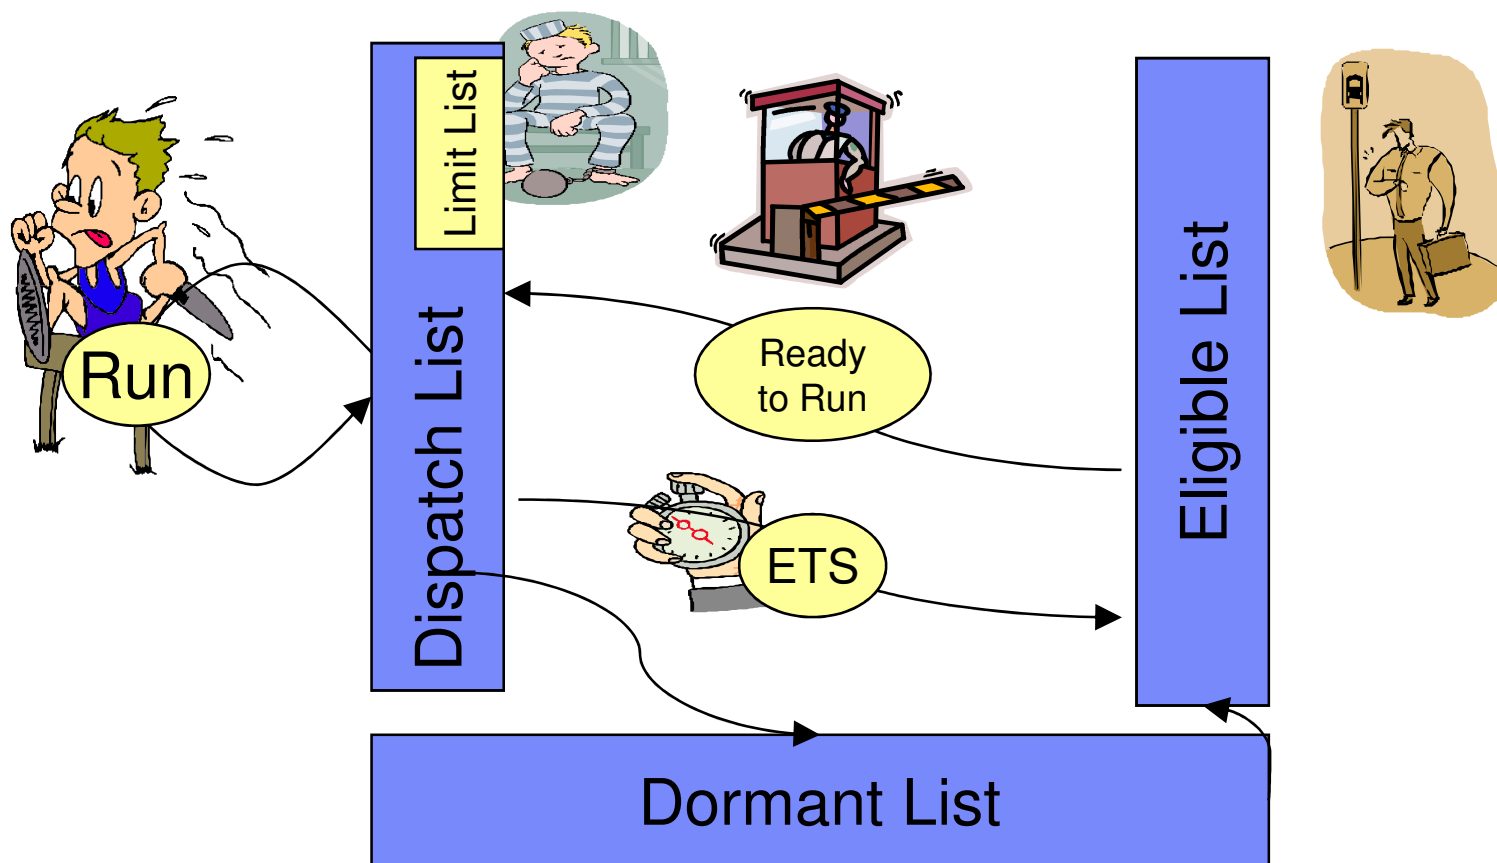 Limit List
Run
Dispatch List
Ready
to Run
ETS
Eligible List
Dormant List